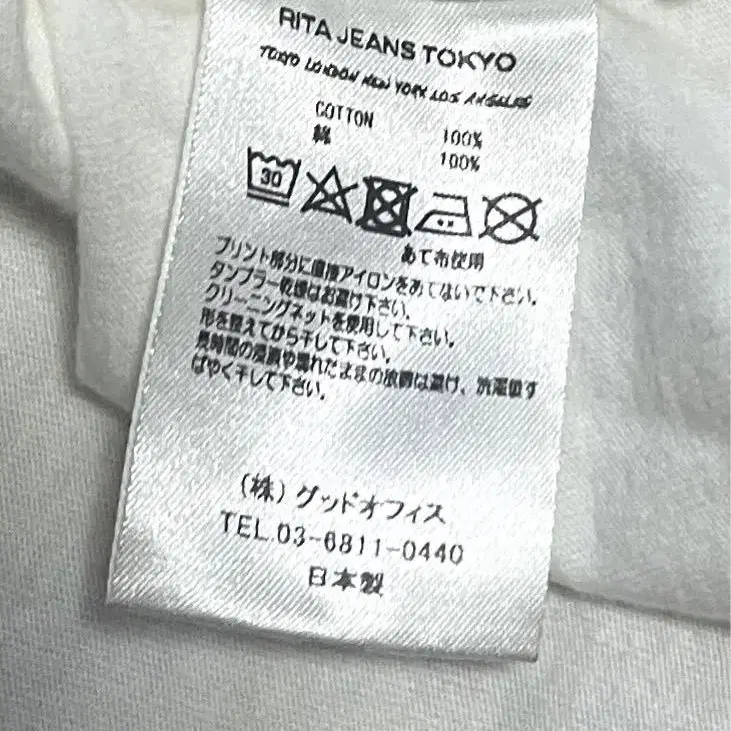 RITA JEANS TOKYO
TOKYO LONDON NEW YORK LOS ANGELES
COTTON 100%
綿 100%
30
あて布使用
プリント部分に直接アイロンをあてないで下さい。
タンブラー乾燥はお避け下さい。
クリーニングネットを使用して下さい。
形を整えてから干して下さい。
長時間の浸漬や濡れたままの放置は避け、洗濯後す
ばやく干して下さい。
(株)グッドオフィス
TEL.03-6811-0440
日本製